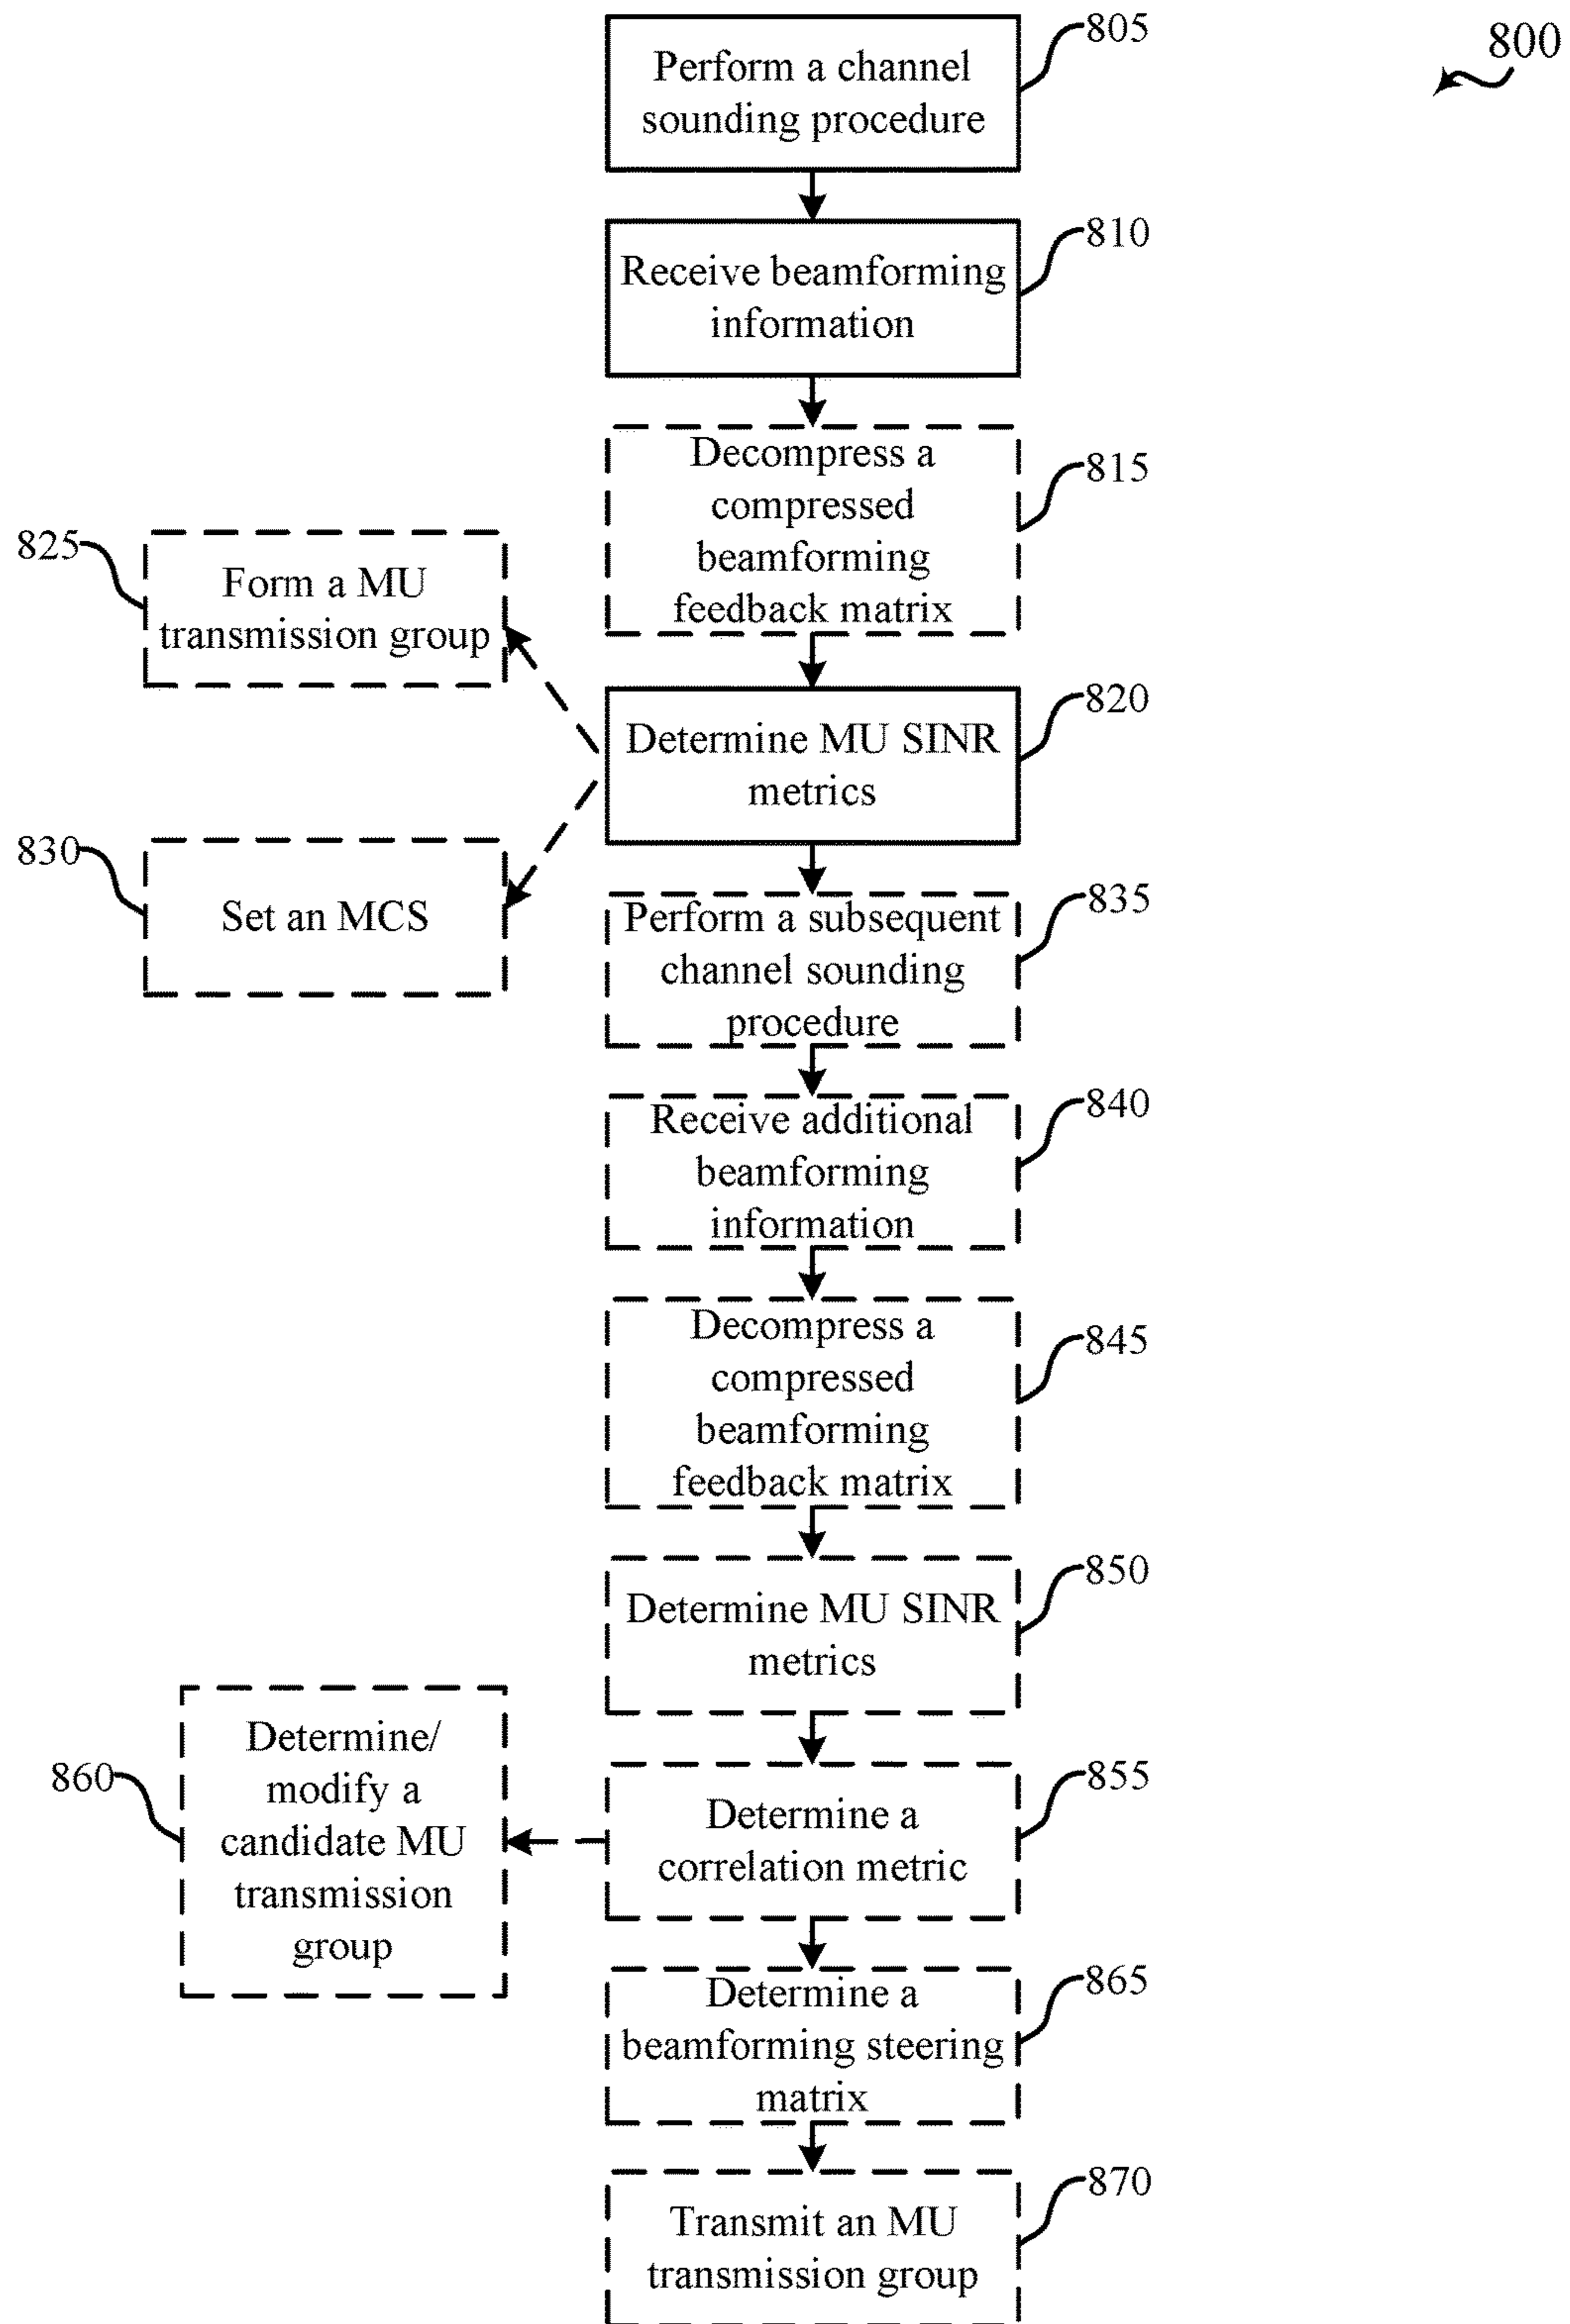 800
805
Perform a channel
sounding procedure
810
Receive beamforming
information
815
Decompress a
compressed
beamforming
feedback matrix
820
Determine MU SINR
metrics
825
Form a MU
transmission group
830
Set an MCS
835
Perform a subsequent
channel sounding
procedure
840
Receive additional
beamforming
information
845
Decompress a
compressed
beamforming
feedback matrix
850
Determine MU SINR
metrics
855
Determine a
correlation metric
860
Determine/
modify a
candidate MU
transmission
group
865
Determine a
beamforming steering
matrix
870
Transmit an MU
transmission group